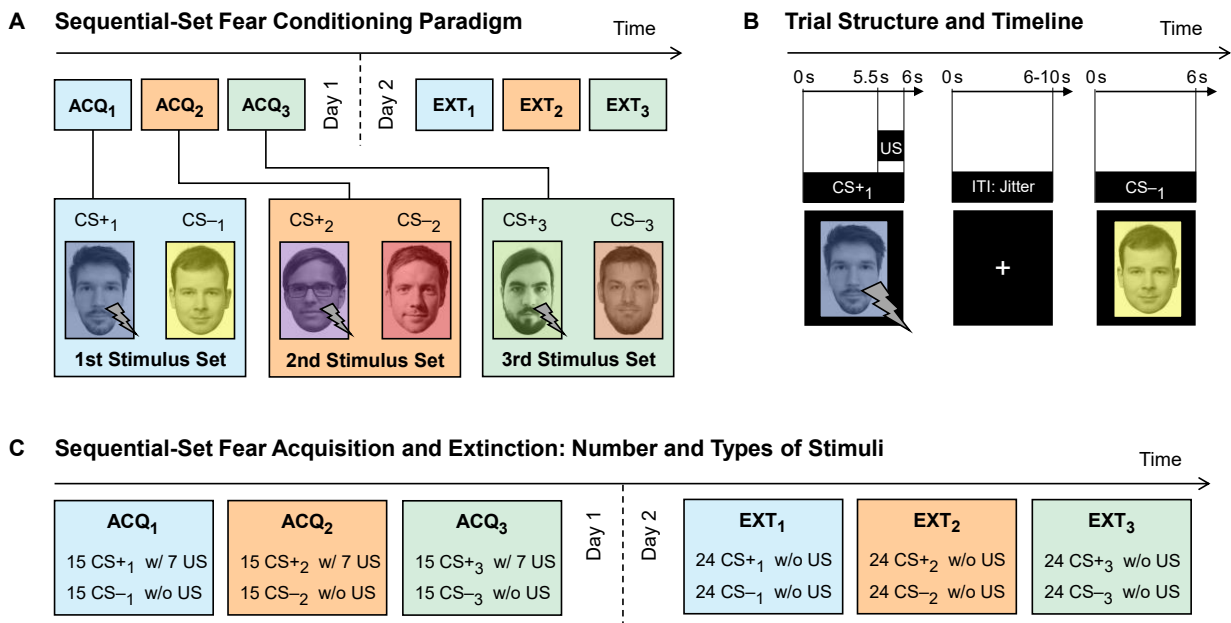 A Sequential-Set Fear Conditioning Paradigm
Time
ACQ1 ACQ2 ACQ3 Day 1 Day 2 EXT1 EXT2 EXT3
CS+1 CS–1 CS+2 CS–2 CS+3 CS–3
1st Stimulus Set 2nd Stimulus Set 3rd Stimulus Set
B Trial Structure and Timeline
Time
0s 5.5s 6s 0s 6-10s 0s 6s
US
CS+1 ITI: Jitter CS–1
+
C Sequential-Set Fear Acquisition and Extinction: Number and Types of Stimuli
Time
ACQ1 ACQ2 ACQ3 Day 1 Day 2 EXT1 EXT2 EXT3
15 CS+1 w/ 7 US 15 CS+2 w/ 7 US 15 CS+3 w/ 7 US 24 CS+1 w/o US 24 CS+2 w/o US 24 CS+3 w/o US
15 CS–1 w/o US 15 CS–2 w/o US 15 CS–3 w/o US 24 CS–1 w/o US 24 CS–2 w/o US 24 CS–3 w/o US